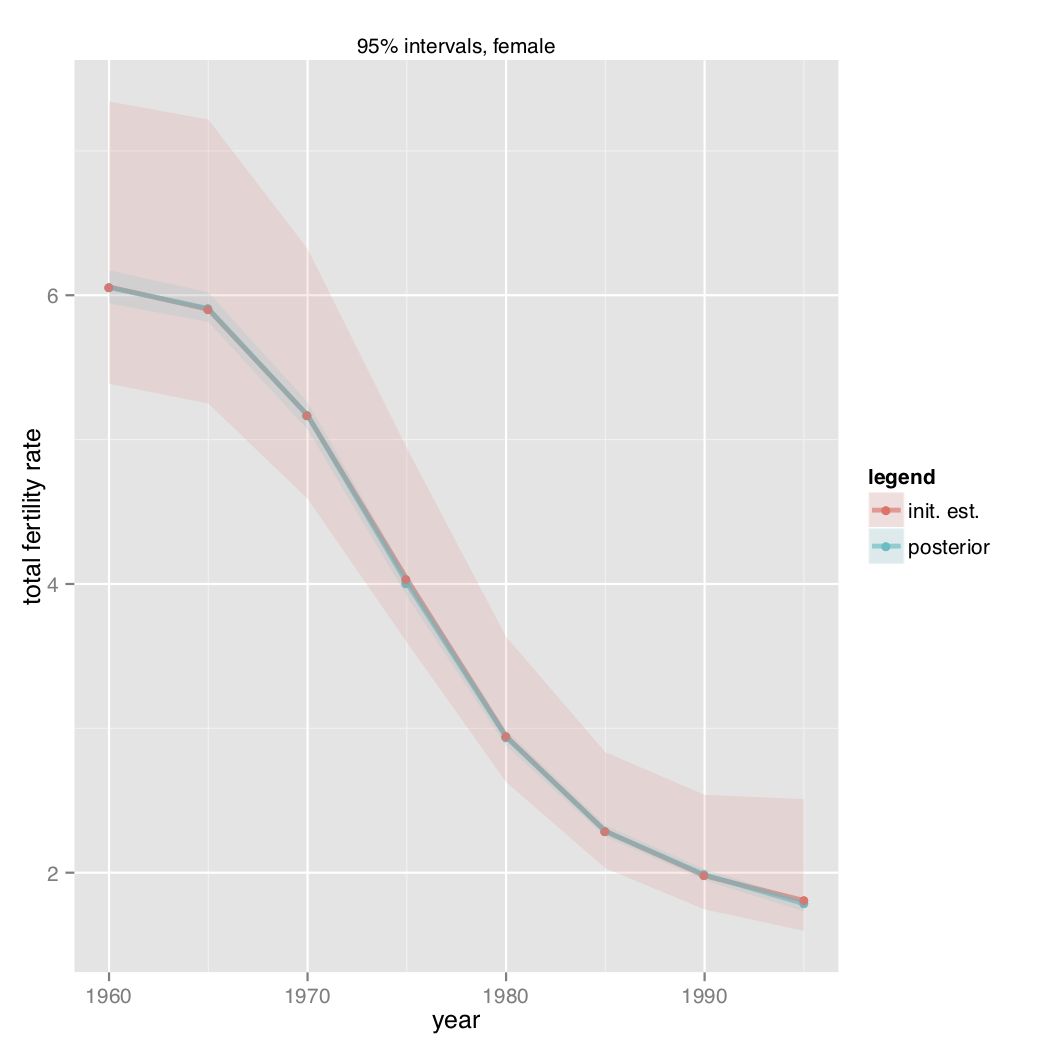 95% intervals, female
6
4
2
total fertility rate
1960
1970
1980
1990
year
legend
init. est.
posterior